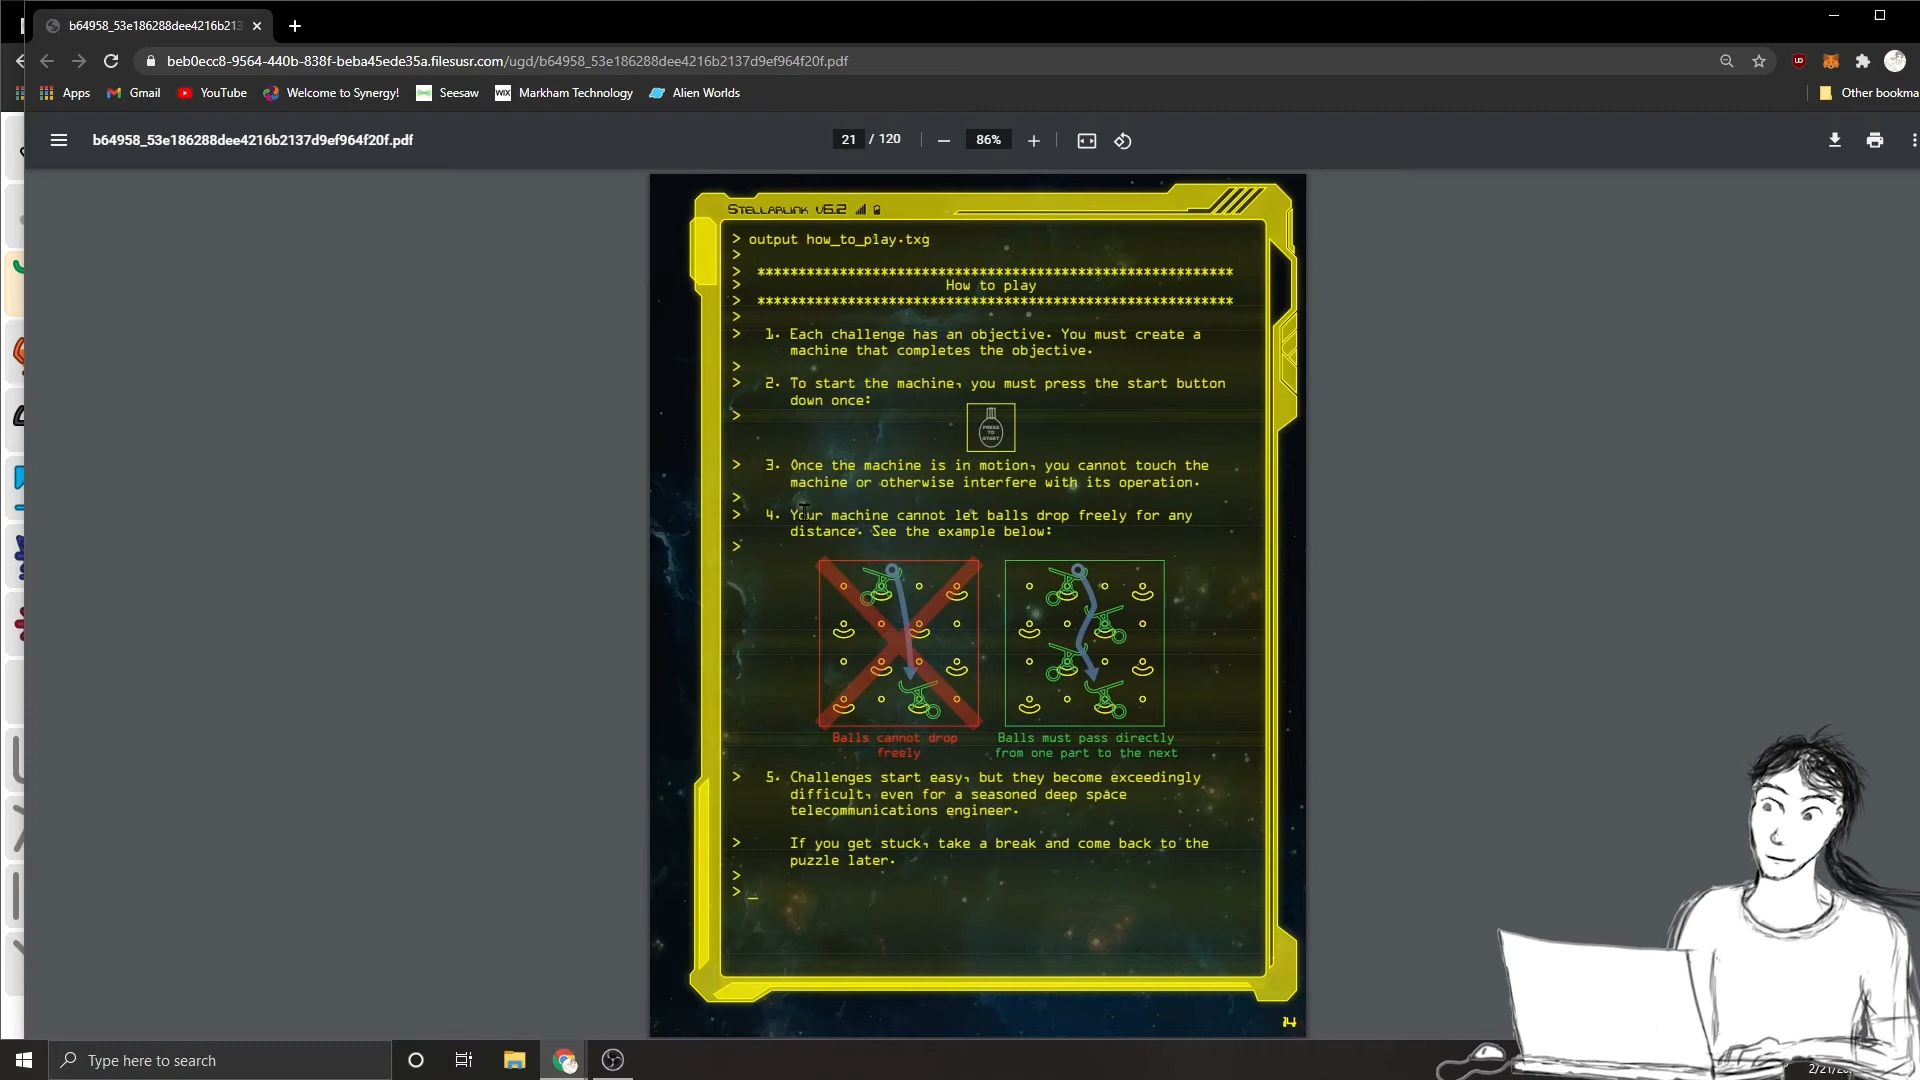 b64958_53e186288dee4216b213
beb0ecc8-9564-440b-838f-beba45ede35a.filesusr.com/ugd/b64958_53e186288dee4216b2137d9ef964f20f.pdf
Apps Gmail YouTube Welcome to Synergy! Seesaw WIX Markham Technology Alien Worlds Other bookma
b64958_53e186288dee4216b2137d9ef964f20f.pdf 21 / 120 — 86% +
Stellarlink v6.2
> output how_to_play.txg
>
> **********************************************************
> How to play
> **********************************************************
>
> 1. Each challenge has an objective. You must create a
machine that completes the objective.
>
> 2. To start the machine, you must press the start button
down once:
>
PRESS
TO
START
> 3. Once the machine is in motion, you cannot touch the
machine or otherwise interfere with its operation.
>
> 4. Your machine cannot let balls drop freely for any
distance. See the example below:
>
Balls cannot drop
freely
Balls must pass directly
from one part to the next
> 5. Challenges start easy, but they become exceedingly
difficult, even for a seasoned deep space
telecommunications engineer.
> If you get stuck, take a break and come back to the
puzzle later.
>
> _
14
Type here to search